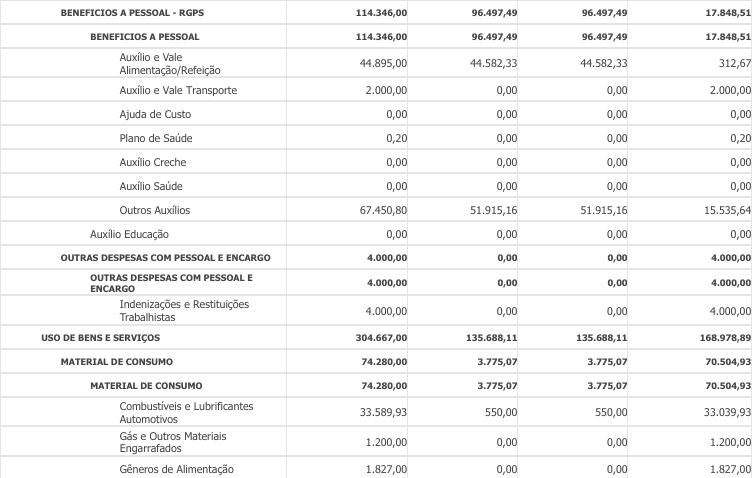 BENEFICIOS A PESSOAL - RGPS 114.346,00 96.497,49 96.497,49 17.848,51
BENEFICIOS A PESSOAL 114.346,00 96.497,49 96.497,49 17.848,51
Auxílio e Vale
Alimentação/Refeição 44.895,00 44.582,33 44.582,33 312,67
Auxílio e Vale Transporte 2.000,00 0,00 0,00 2.000,00
Ajuda de Custo 0,00 0,00 0,00 0,00
Plano de Saúde 0,20 0,00 0,00 0,20
Auxílio Creche 0,00 0,00 0,00 0,00
Auxílio Saúde 0,00 0,00 0,00 0,00
Outros Auxílios 67.450,80 51.915,16 51.915,16 15.535,64
Auxílio Educação 0,00 0,00 0,00 0,00
OUTRAS DESPESAS COM PESSOAL E ENCARGO 4.000,00 0,00 0,00 4.000,00
OUTRAS DESPESAS COM PESSOAL E
ENCARGO 4.000,00 0,00 0,00 4.000,00
Indenizações e Restituições
Trabalhistas 4.000,00 0,00 0,00 4.000,00
USO DE BENS E SERVIÇOS 304.667,00 135.688,11 135.688,11 168.978,89
MATERIAL DE CONSUMO 74.280,00 3.775,07 3.775,07 70.504,93
MATERIAL DE CONSUMO 74.280,00 3.775,07 3.775,07 70.504,93
Combustíveis e Lubrificantes
Automotivos 33.589,93 550,00 550,00 33.039,93
Gás e Outros Materiais
Engarrafados 1.200,00 0,00 0,00 1.200,00
Gêneros de Alimentação 1.827,00 0,00 0,00 1.827,00